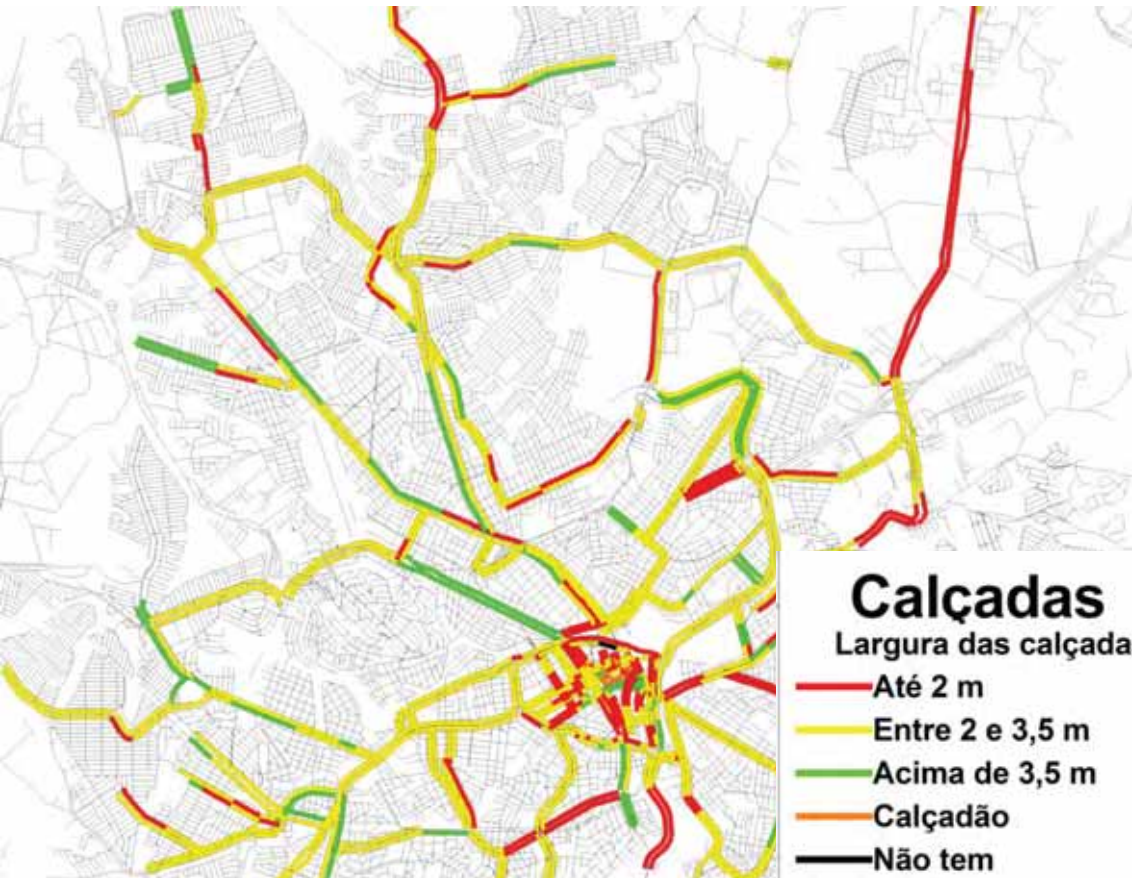 Calçadas
Largura das calçada
Até 2 m
Entre 2 e 3,5 m
Acima de 3,5 m
Calçadão
Não tem